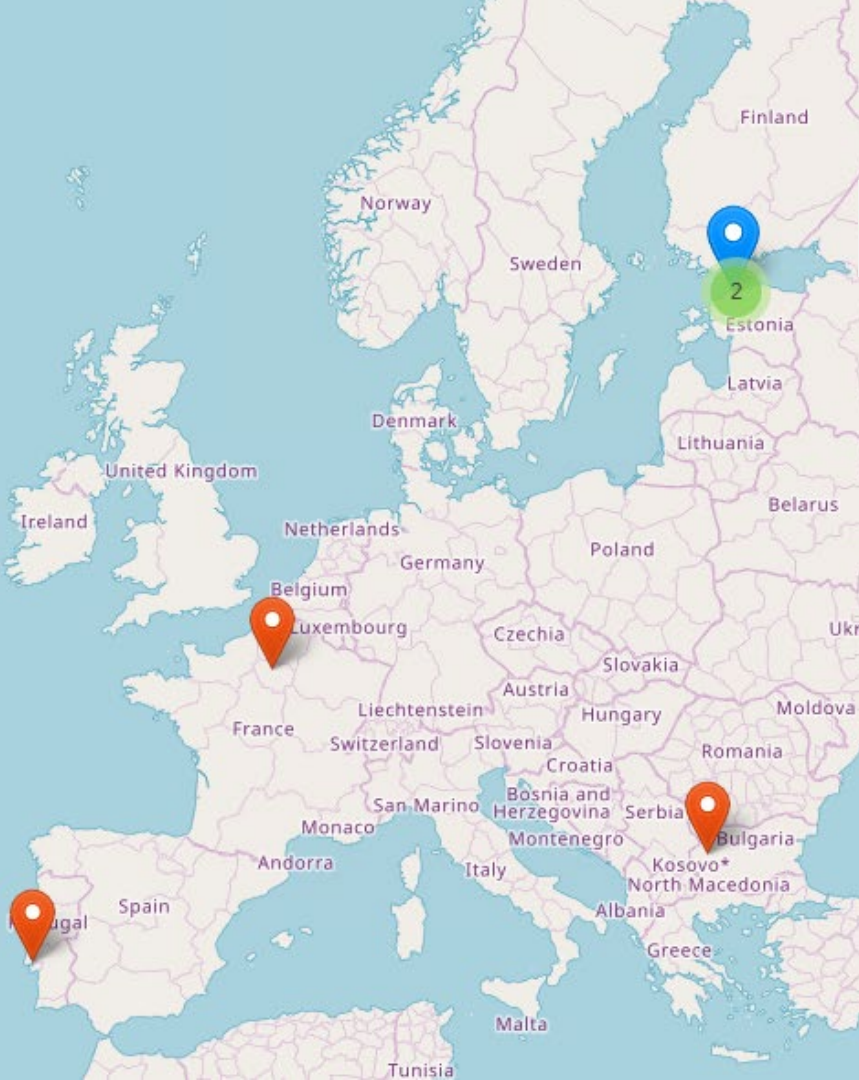 Finland
Norway
Sweden
2
Estonia
Latvia
Denmark
Lithuania
United Kingdom
Belarus
Ireland
Netherlands
Poland
Germany
Belgium
Luxembourg
Czechia
Ukr
Slovakia
Austria
Liechtenstein
Hungary
Moldova
France
Switzerland
Slovenia
Romania
Croatia
Bosnia and
Herzegovina
San Marino
Serbia
Monaco
Montenegro
Bulgaria
Andorra
Italy
Kosovo*
North Macedonia
Spain
Albania
Portugal
Greece
Malta
Tunisia